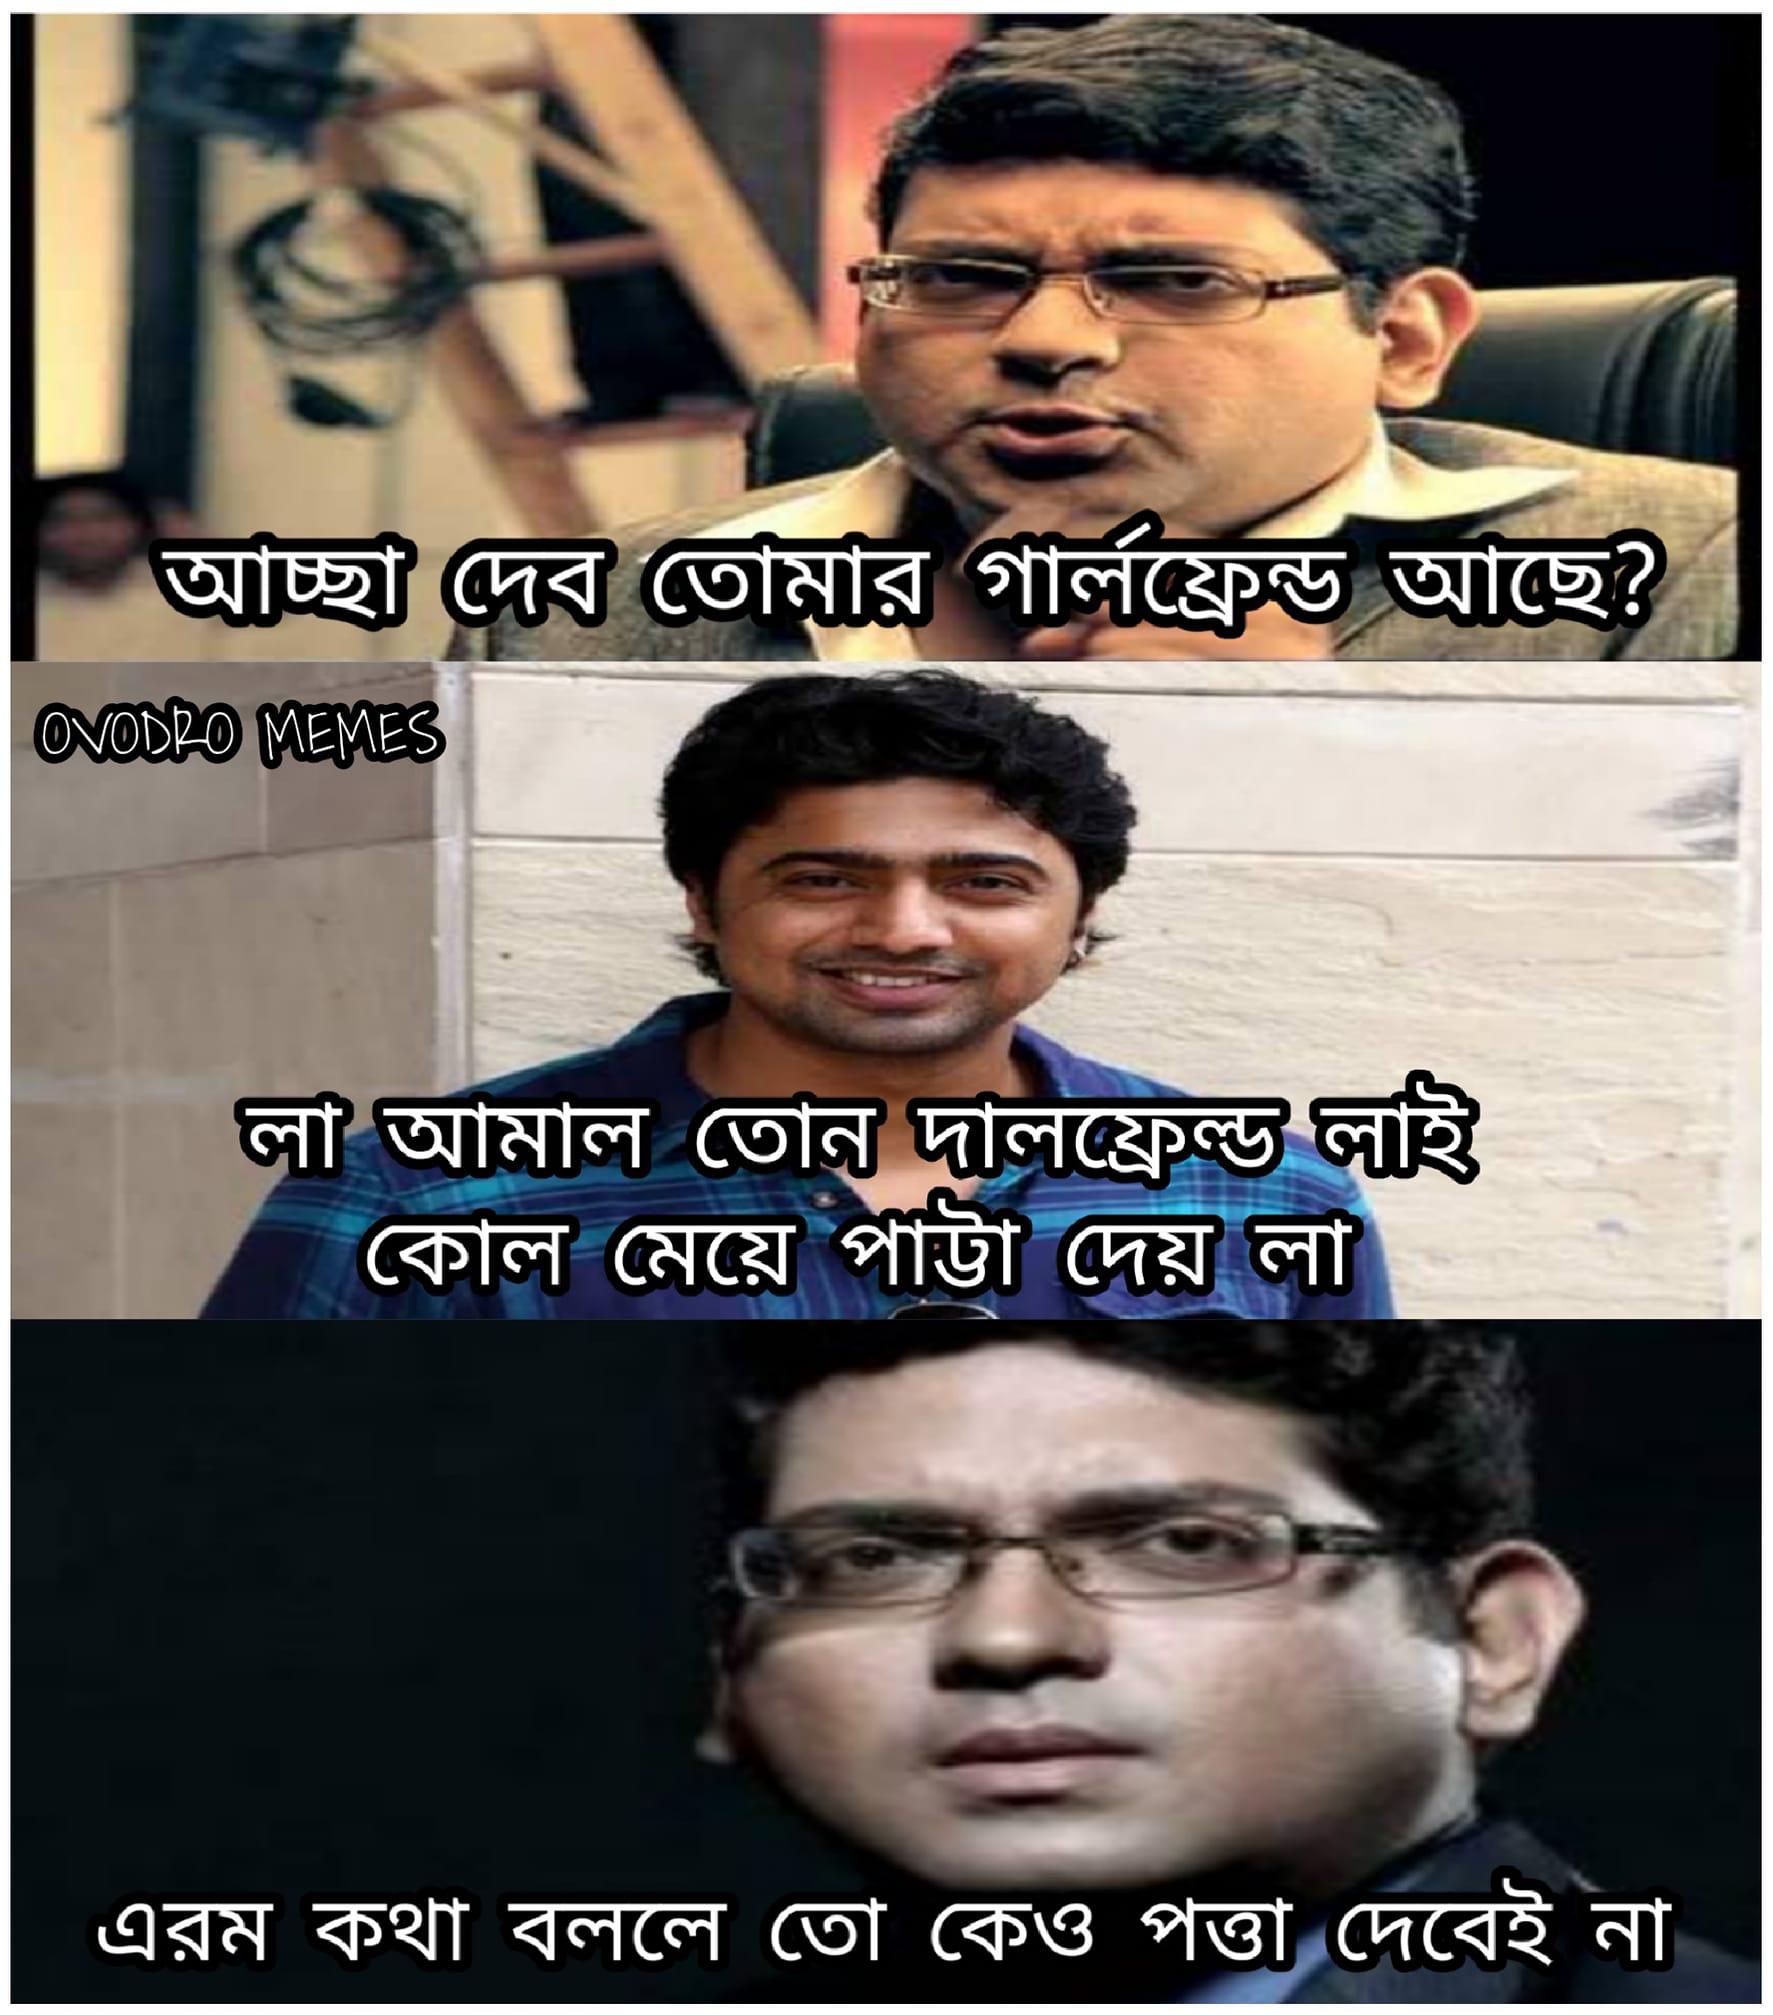 আচ্ছা দেব তোমার গার্লফ্রেন্ড আছে?
OVODRO MEMES
লা আমাল তোন দালফ্রেল্ড লাই
কোল মেয়ে পাট্টা দেয় লা
এরম কথা বললে তো কেও পত্তা দেবেই না